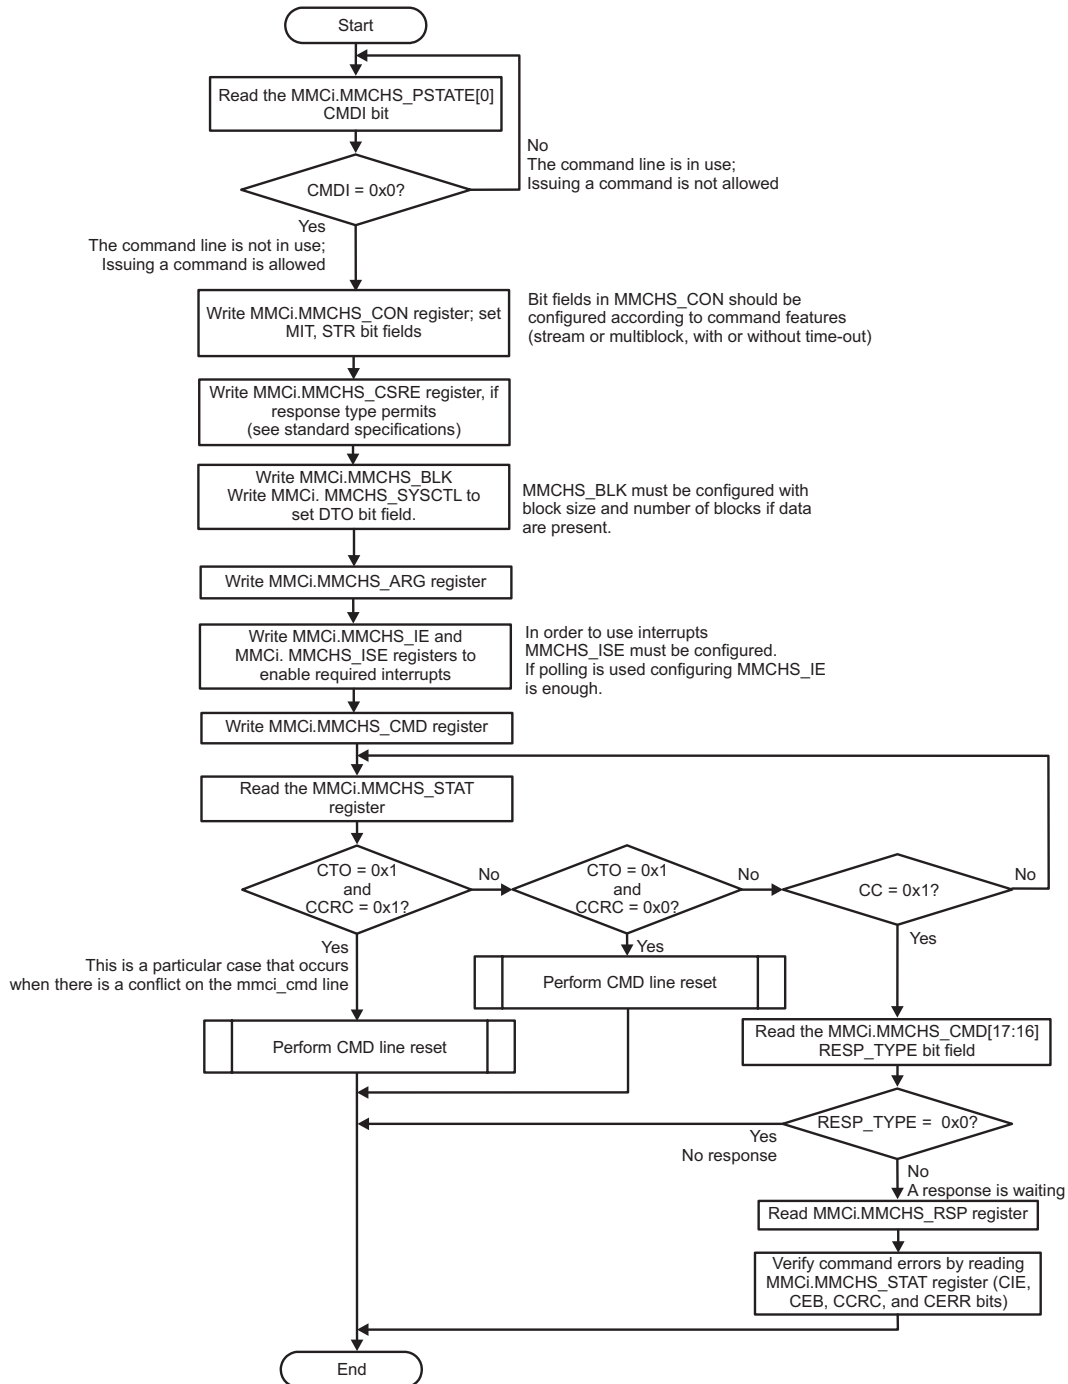 Start
Read the MMCi.MMCHS_PSTATE[0]
CMDI bit
No
The command line is in use;
Issuing a command is not allowed
CMDI = 0x0?
Yes
The command line is not in use;
Issuing a command is allowed
Write MMCi.MMCHS_CON register; set
MIT, STR bit fields
Bit fields in MMCHS_CON should be
configured according to command features
(stream or multiblock, with or without time-out)
Write MMCi.MMCHS_CSRE register, if
response type permits
(see standard specifications)
Write MMCi.MMCHS_BLK
Write MMCi. MMCHS_SYSCTL to
set DTO bit field.
MMCHS_BLK must be configured with
block size and number of blocks if data
are present.
Write MMCi.MMCHS_ARG register
Write MMCi.MMCHS_IE and
MMCi. MMCHS_ISE registers to
enable required interrupts
In order to use interrupts
MMCHS_ISE must be configured.
If polling is used configuring MMCHS_IE
is enough.
Write MMCi.MMCHS_CMD register
Read the MMCi.MMCHS_STAT
register
CTO = 0x1
and
CCRC = 0x1?
No
CTO = 0x1
and
CCRC = 0x0?
No
CC = 0x1?
No
Yes
This is a particular case that occurs
when there is a conflict on the mmci_cmd line
Yes
Yes
Perform CMD line reset
Perform CMD line reset
Read the MMCi.MMCHS_CMD[17:16]
RESP_TYPE bit field
RESP_TYPE = 0x0?
Yes
No response
No
A response is waiting
Read MMCi.MMCHS_RSP register
Verify command errors by reading
MMCi.MMCHS_STAT register (CIE,
CEB, CCRC, and CERR bits)
End